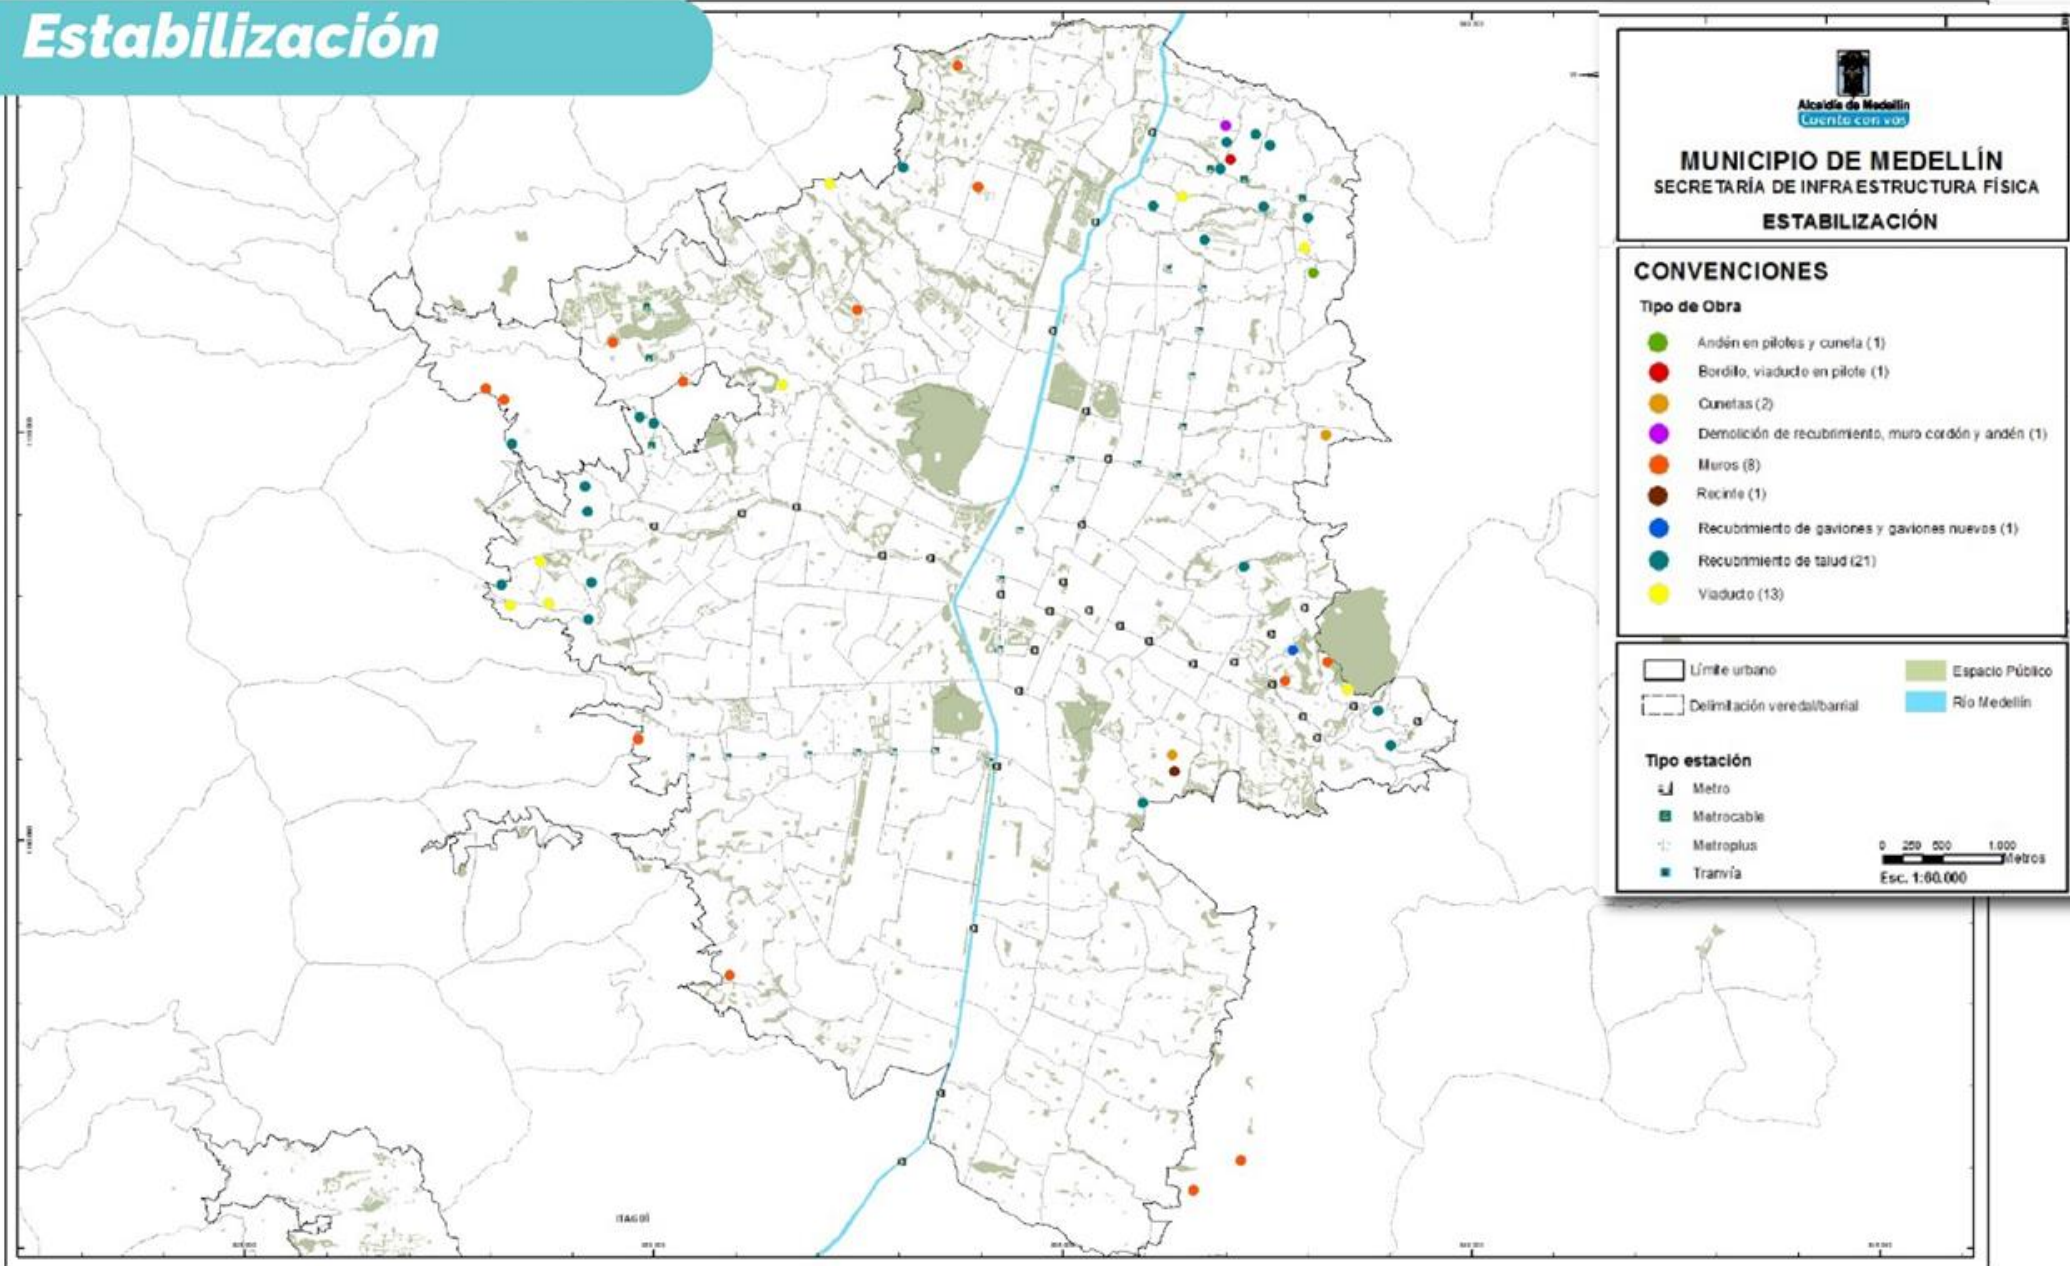 Estabilización
Alcaldía de Medellín
Cuenta con vos
MUNICIPIO DE MEDELLÍN
SECRETARÍA DE INFRAESTRUCTURA FÍSICA
ESTABILIZACIÓN
CONVENCIONES
Tipo de Obra
Andén en pilotes y cuneta (1)
Bordillo, viaducto en pilote (1)
Cunetas (2)
Demolición de recubrimiento, muro cordón y andén (1)
Muros (8)
Recinte (1)
Recubrimiento de gaviones y gaviones nuevos (1)
Recubrimiento de talud (21)
Viaducto (13)
Límite urbano
Espacio Público
Delimitación veredal/barrial
Río Medellín
Tipo estación
Metro
Metrocable
Metroplus
Tranvía
0 250 500 1.000
Metros
Esc. 1:60.000
ITAGÜÍ